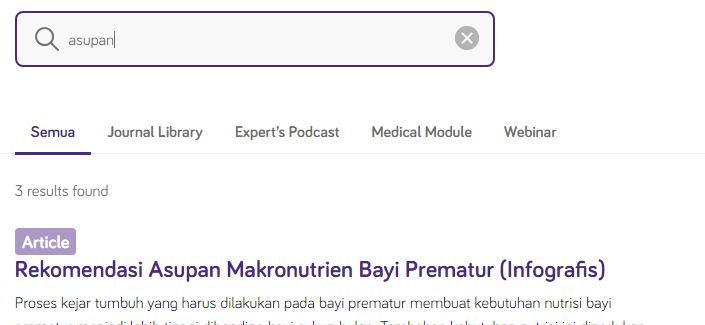 asupan
Semua Journal Library Expert's Podcast Medical Module Webinar
3 results found
Article
Rekomendasi Asupan Makronutrien Bayi Prematur (Infografis)
Proses kejar tumbuh yang harus dilakukan pada bayi prematur membuat kebutuhan nutrisi bayi